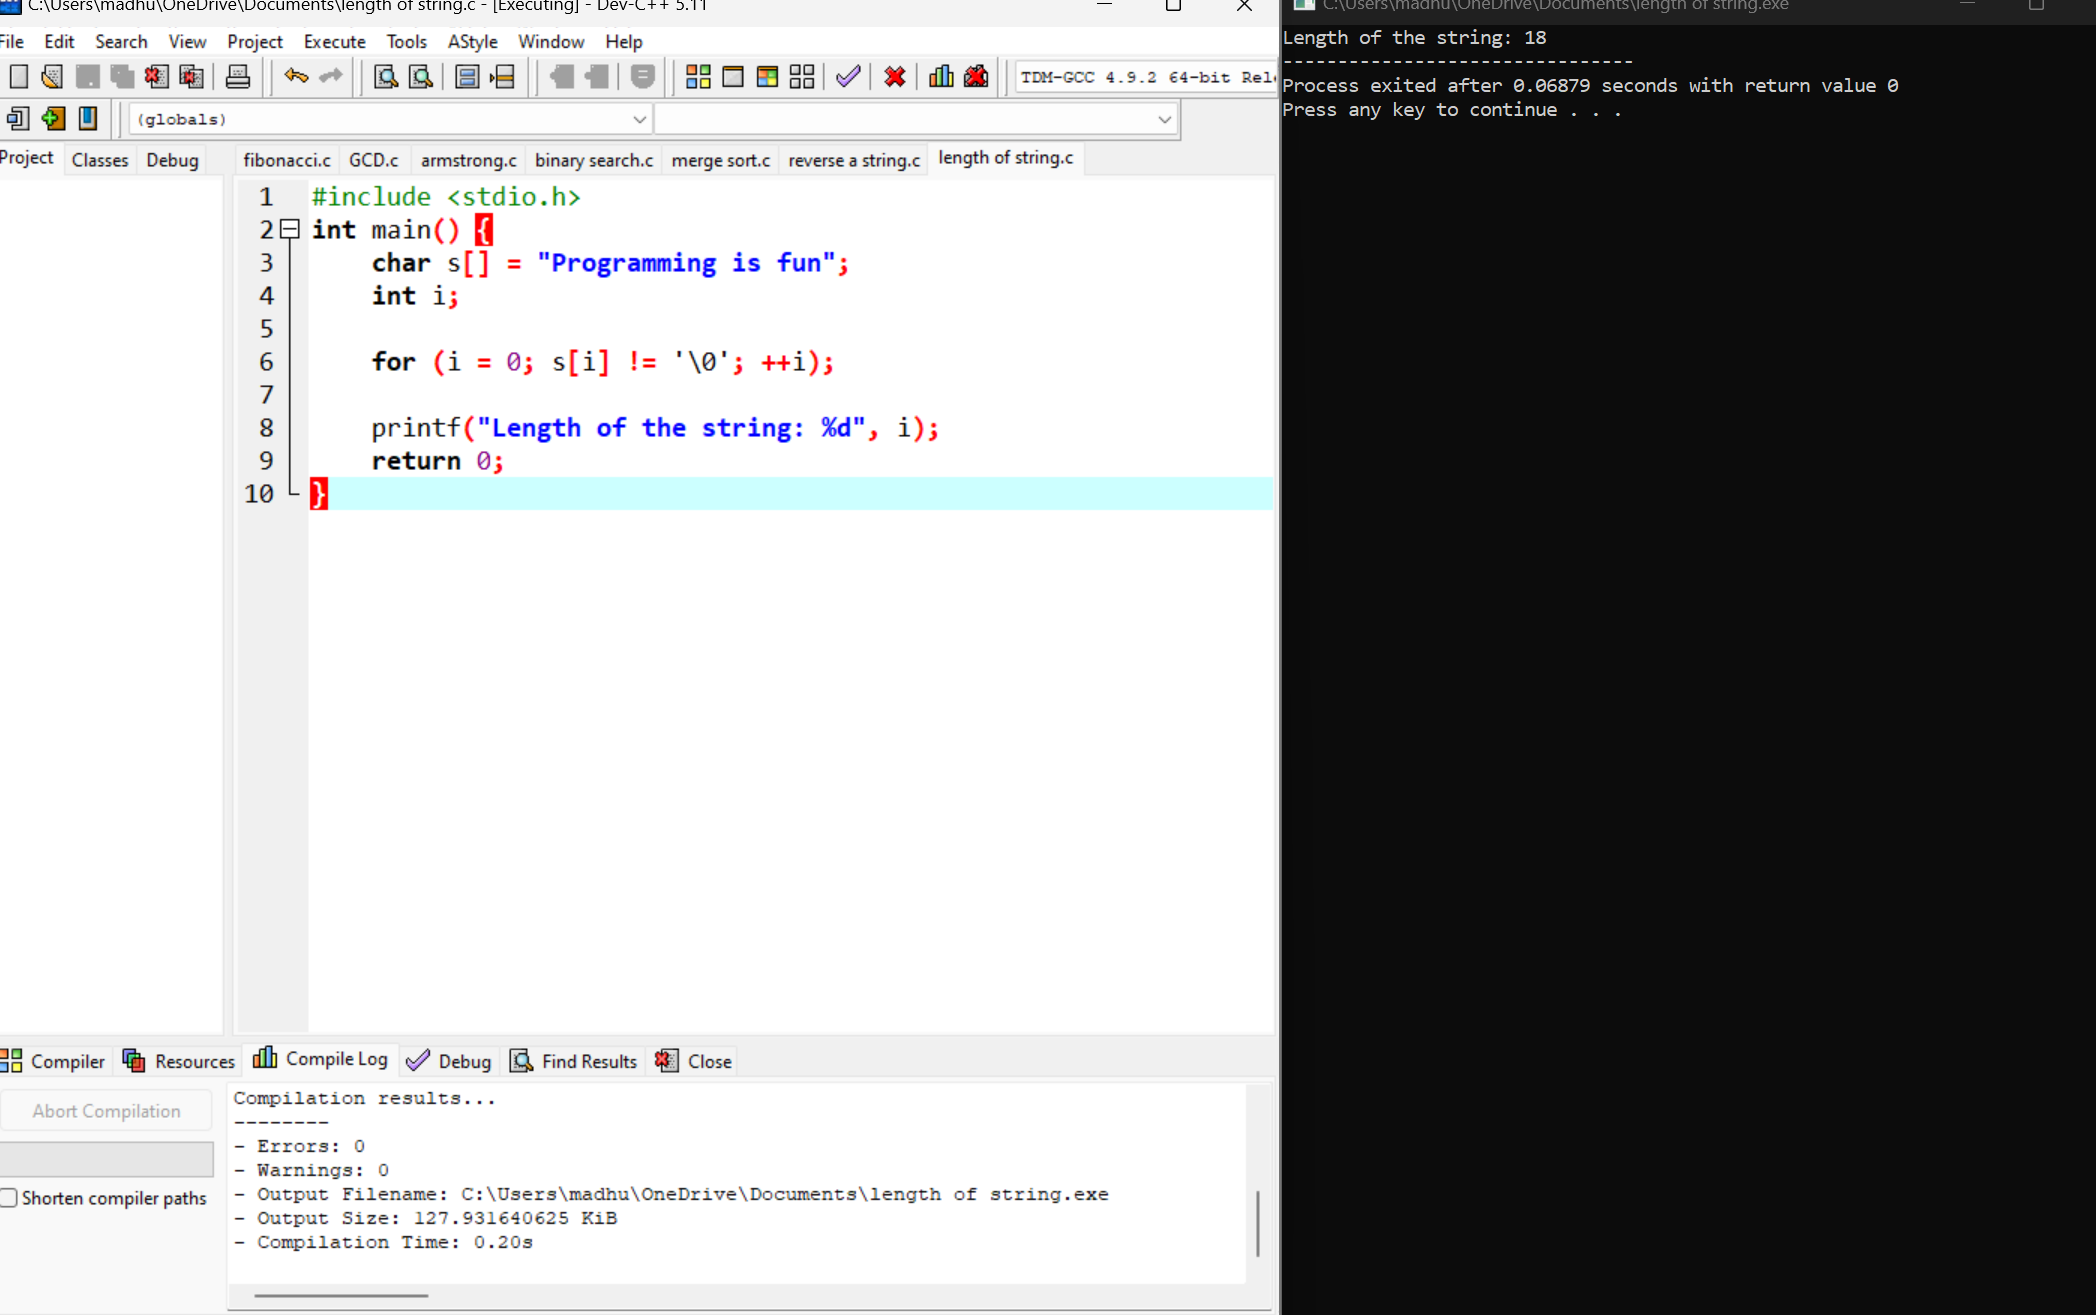 C:\Users\madhu\OneDrive\Documents\length of string.c - [Executing] - Dev-C++ 5.11
File Edit Search View Project Execute Tools AStyle Window Help
TDM-GCC 4.9.2 64-bit Rele
(globals)
Project Classes Debug
fibonacci.c GCD.c armstrong.c binary search.c merge sort.c reverse a string.c length of string.c
1 #include <stdio.h>
2 int main() {
3 char s[] = "Programming is fun";
4 int i;
5
6 for (i = 0; s[i] != '\0'; ++i);
7
8 printf("Length of the string: %d", i);
9 return 0;
10 }
Compiler Resources Compile Log Debug Find Results Close
Abort Compilation
Shorten compiler paths
Compilation results...
--------
- Errors: 0
- Warnings: 0
- Output Filename: C:\Users\madhu\OneDrive\Documents\length of string.exe
- Output Size: 127.931640625 KiB
- Compilation Time: 0.20s
C:\Users\madhu\OneDrive\Documents\length of string.exe
Length of the string: 18
--------------------------------
Process exited after 0.06879 seconds with return value 0
Press any key to continue . . .